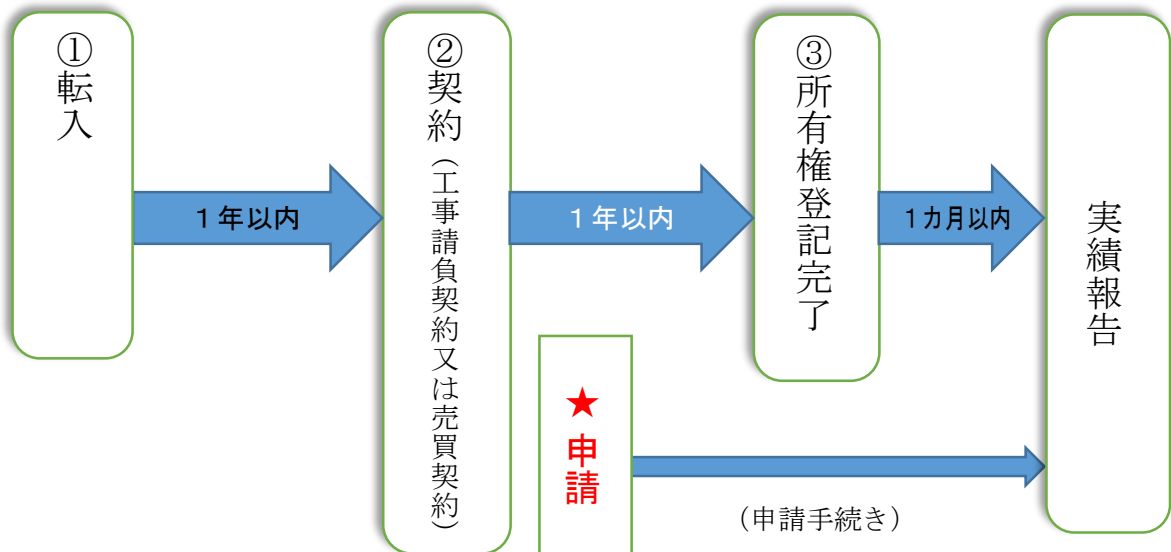 ①転入
１年以内
②契約（工事請負契約又は売買契約）
１年以内
③所有権登記完了
１カ月以内
実績報告
★申請
（申請手続き）